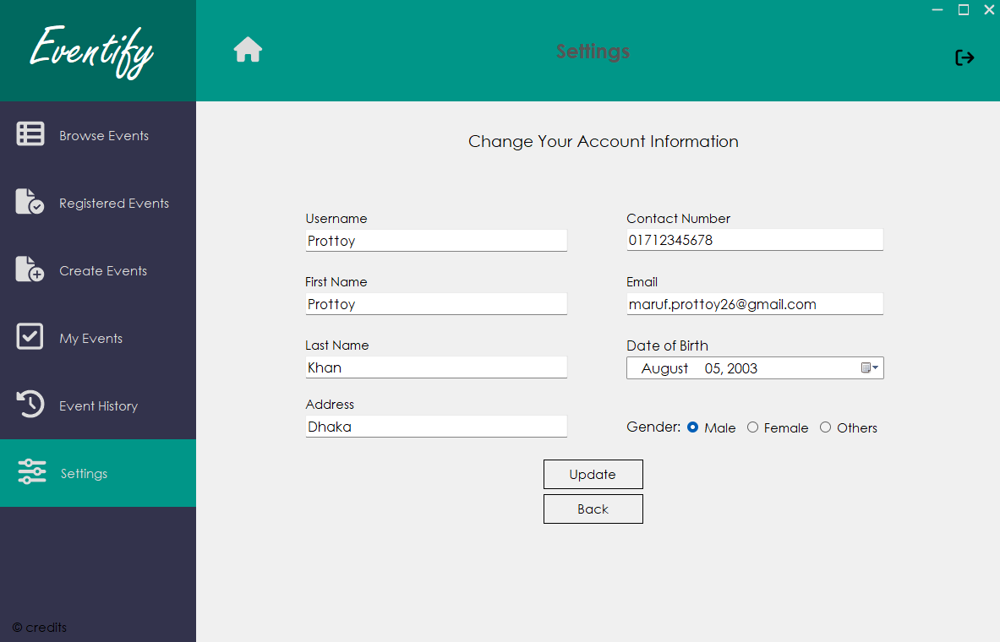 Eventify
Settings
Browse Events
Registered Events
Create Events
My Events
Event History
Settings
© credits
Change Your Account Information
Username
Prottoy
First Name
Prottoy
Last Name
Khan
Address
Dhaka
Contact Number
01712345678
Email
maruf.prottoy26@gmail.com
Date of Birth
August 05, 2003
Gender: Male Female Others
Update
Back